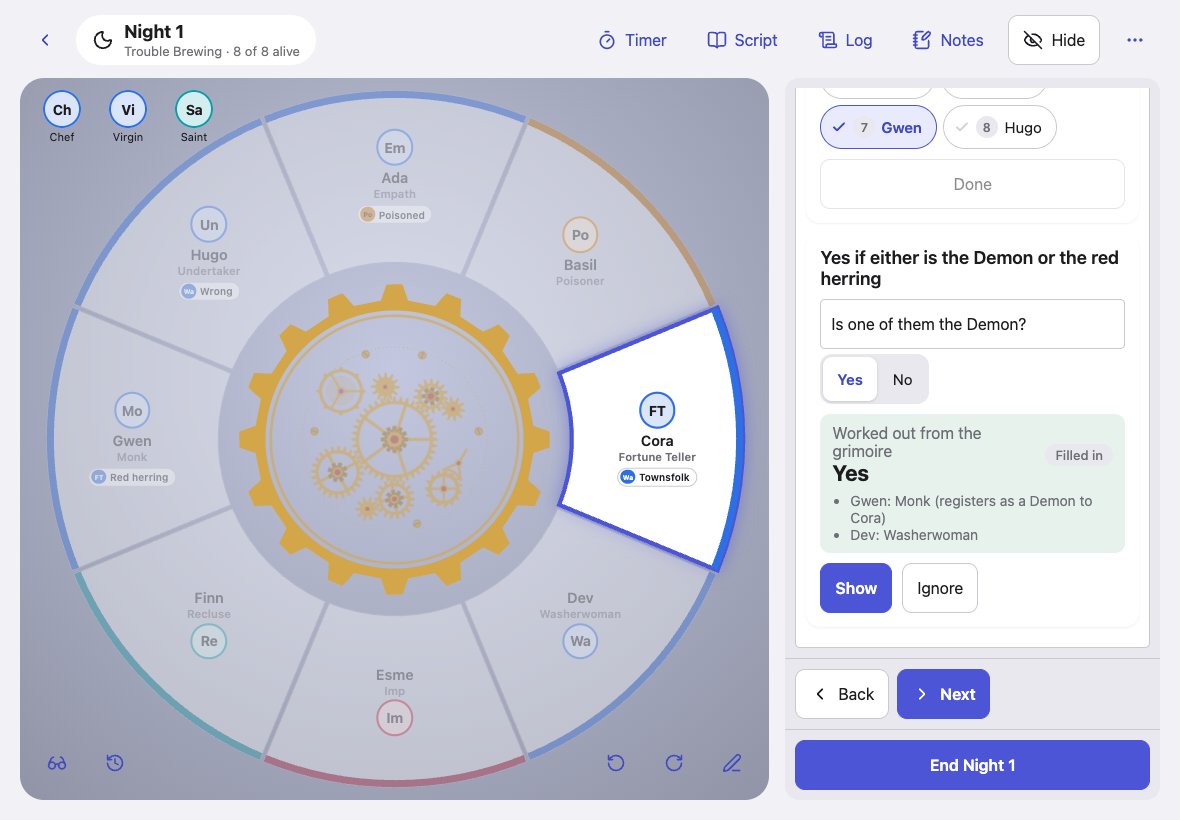 Night 1
Trouble Brewing · 8 of 8 alive
Timer
Script
Log
Notes
Hide
Ch
Chef
Vi
Virgin
Sa
Saint
Em
Ada
Empath
Po Poisoned
Po
Basil
Poisoner
FT
Cora
Fortune Teller
Wa Townsfolk
Dev
Washerwoman
Wa
Esme
Imp
Im
Finn
Recluse
Re
Mo
Gwen
Monk
FT Red herring
Un
Hugo
Undertaker
Wa Wrong
7 Gwen
8 Hugo
Done
Yes if either is the Demon or the red
herring
Is one of them the Demon?
Yes
No
Worked out from the
grimoire
Filled in
Yes
• Gwen: Monk (registers as a Demon to
Cora)
• Dev: Washerwoman
Show
Ignore
Back
Next
End Night 1